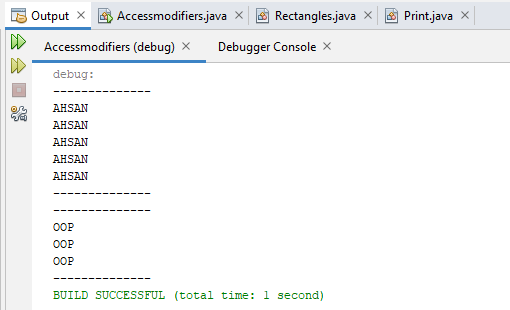 Output Accessmodifiers.java Rectangles.java Print.java
Accessmodifiers (debug) Debugger Console
debug:
--------------
AHSAN
AHSAN
AHSAN
AHSAN
AHSAN
--------------
--------------
OOP
OOP
OOP
--------------
BUILD SUCCESSFUL (total time: 1 second)